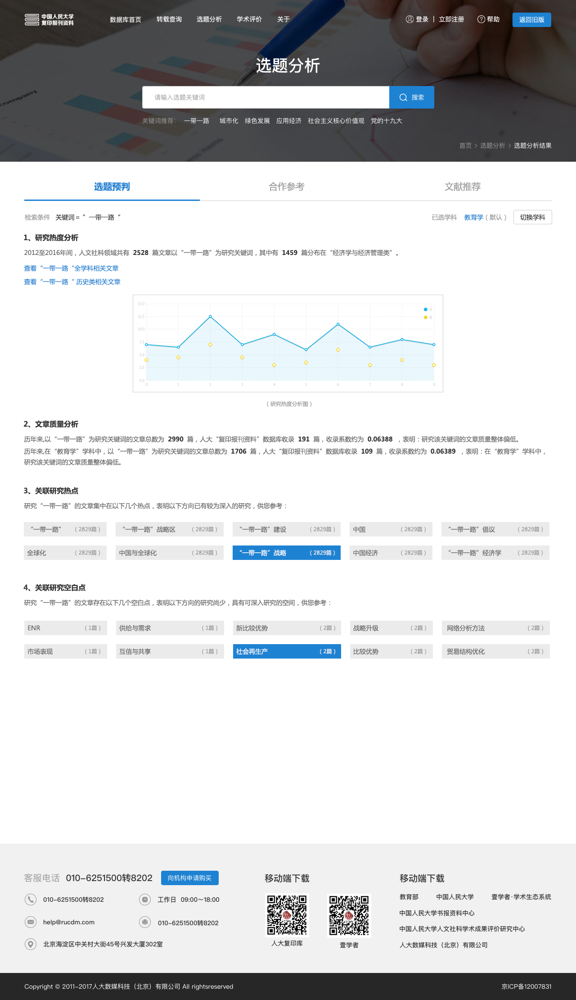 中国人民大学
复印报刊资料
数据库首页 转载查询 选题分析 学术评价 关于 登录 | 立即注册 帮助 返回旧版
company
选题分析
请输入选题关键词 搜索
关键词推荐： 一带一路 城市化 绿色发展 应用经济 社会主义核心价值观 党的十九大
首页 > 选题分析 > 选题分析结果
选题预判 合作参考 文献推荐
检索条件 关键词＝ ”一带一路“ 已选学科 教育学（默认） 切换学科
1、研究热度分析
2012至2016年间，人文社科领域共有 2528 篇文章以“一带一路”为研究关键词，其中有 1459 篇分布在“经济学与经济管理类”。
查看“一带一路“全学科相关文章
查看“一带一路“ 历史类相关文章
15.0 A
12.5 B
10.0
7.5
5.0
2.5
0.0
0 1 2 3 4 5 6 7 8 9
（研究热度分析图）
2、文章质量分析
历年来,以“一带一路”为研究关键词的文章总数为 2990 篇，人大“复印报刊资料”数据库收录 191 篇，收录系数约为 0.06388 ，表明：研究该关键词的文章质量整体偏低。
历年来,在“教育学”学科中，以“一带一路”为研究关键词的文章总数为 1706 篇，人大“复印报刊资料”数据库收录 109 篇，收录系数约为 0.06389 ，表明：在“教育学”学科中，
研究该关键词的文章质量整体偏低。
3、关联研究热点
研究“一带一路”的文章集中在以下几个热点，表明以下方向已有较为深入的研究，供您参考：
“一带一路” （2829篇） “一带一路”战略区 （2829篇） “一带一路”建设 （2829篇） 中国 （2829篇） “一带一路”倡议 （2829篇）
全球化 （2829篇） 中国与全球化 （2829篇） “一带一路”战略 （2829篇） 中国经济 （2829篇） “一带一路”经济学 （2829篇）
4、关联研究空白点
研究“一带一路”的文章存在以下几个空白点，表明以下方向的研究尚少，具有可深入研究的空间，供您参考：
ENR （1篇） 供给与需求 （1篇） 新比较优势 （2篇） 战略升级 （2篇） 网络分析方法 （2篇）
市场表现 （1篇） 互信与共享 （1篇） 社会再生产 （2篇） 比较优势 （2篇） 贸易结构优化 （2篇）
客服电话 010-6251500转8202 向机构申请购买 移动端下载 移动端下载
010-6251500转8202 工作日 09:00～18:00 教育部 中国人民大学 壹学者·学术生态系统
中国人民大学书报资料中心
help@rucdm.com 010-6251500转8202
中国人民大学人文社科学术成果评价研究中心
北京海淀区中关村大街45号兴发大厦302室 人大复印库 壹学者 人大数媒科技（北京）有限公司
Copyright © 2011-2017人大数媒科技（北京）有限公司 All rightsreserved 京ICP备12007831